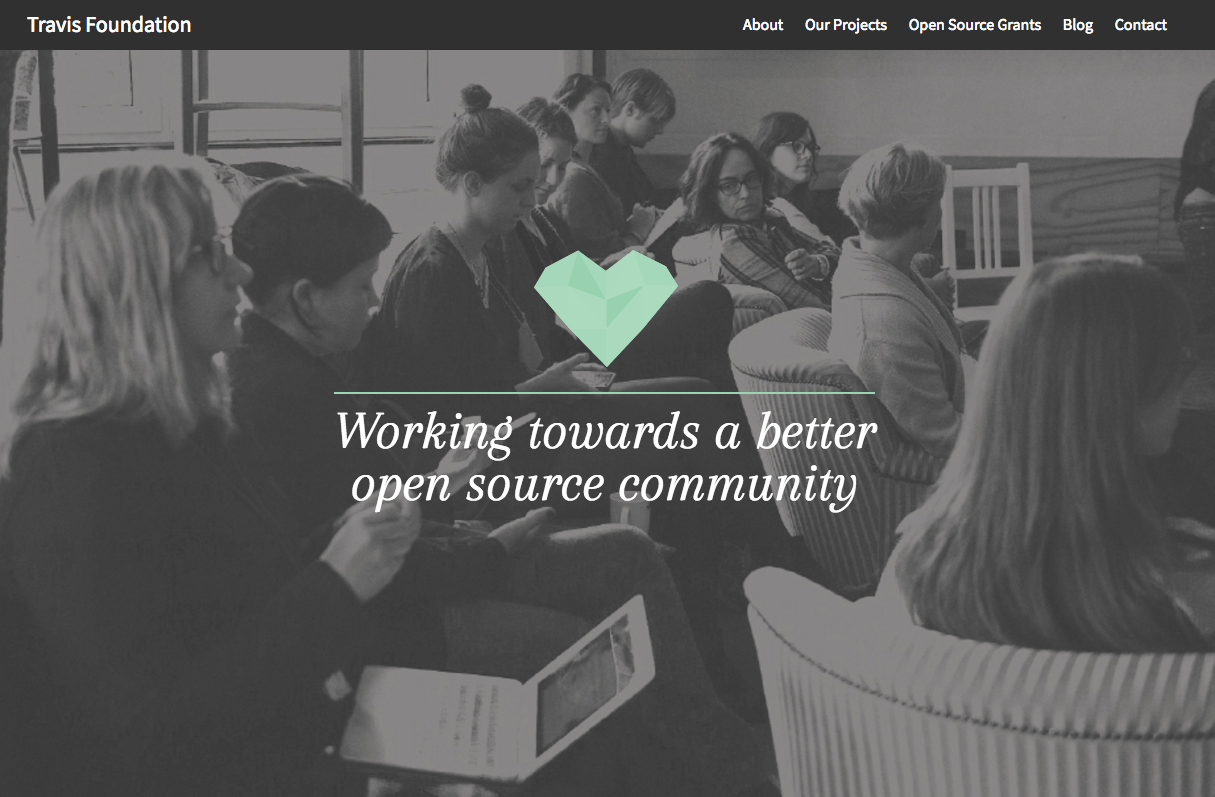 Travis Foundation
About Our Projects Open Source Grants Blog Contact
Working towards a better
open source community